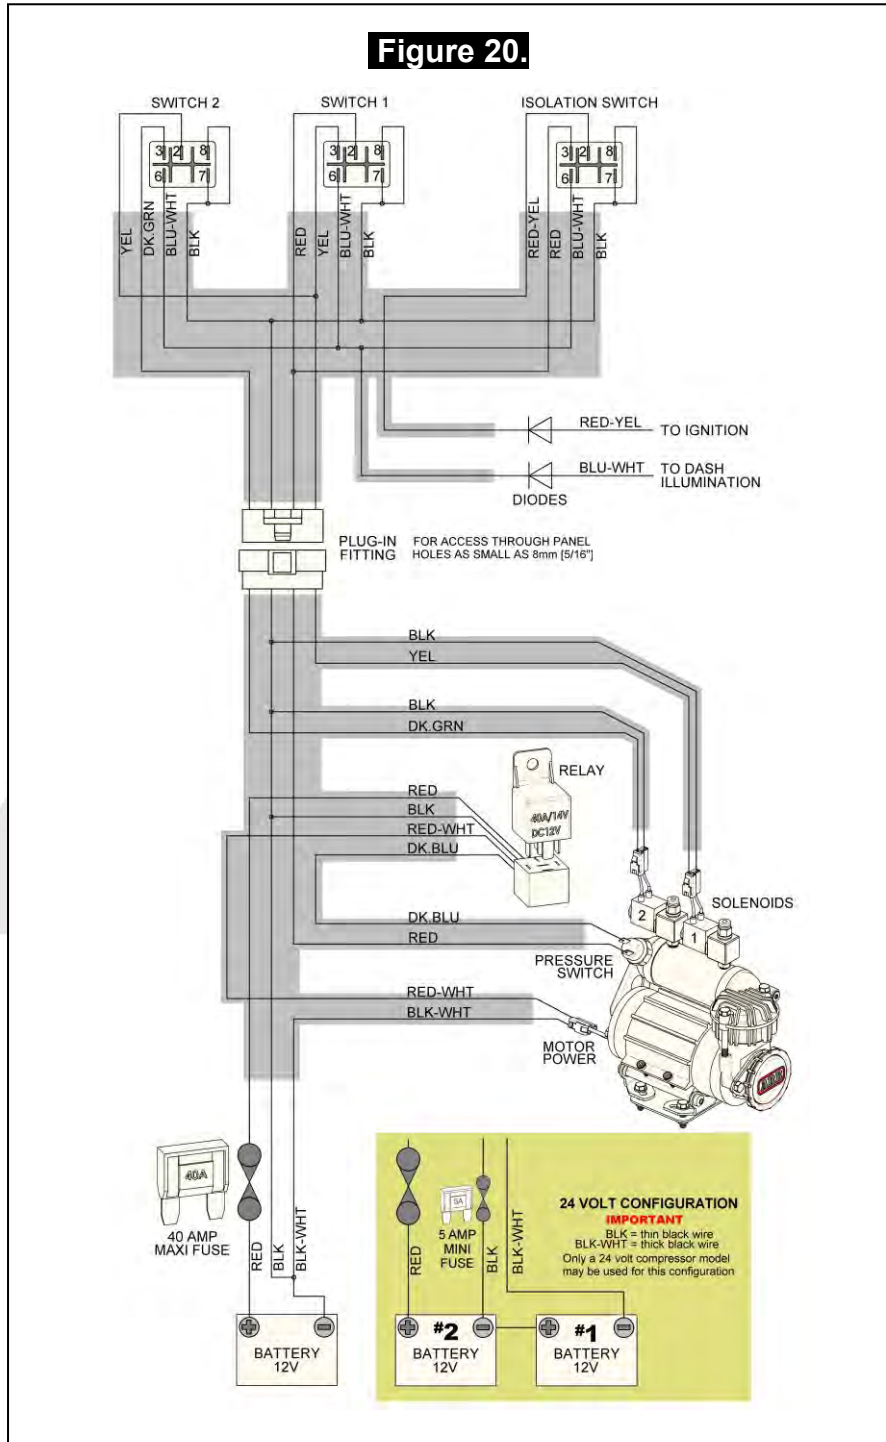 Figure 20.
SWITCH 2
SWITCH 1
ISOLATION SWITCH
3 2 8
6 7
3 2 8
6 7
3 2 8
6 7
YEL
DK.GRN
BLU-WHT
BLK
RED
YEL
BLU-WHT
BLK
RED-YEL
RED
BLU-WHT
BLK
RED-YEL
TO IGNITION
BLU-WHT
TO DASH
ILLUMINATION
DIODES
PLUG-IN
FITTING
FOR ACCESS THROUGH PANEL
HOLES AS SMALL AS 8mm [5/16"]
BLK
YEL
BLK
DK.GRN
RELAY
RED
BLK
RED-WHT
DK.BLU
40A/14V
DC12V
SOLENOIDS
2
1
DK.BLU
RED
PRESSURE
SWITCH
RED-WHT
BLK-WHT
MOTOR
POWER
40A
40 AMP
MAXI FUSE
RED
BLK
BLK-WHT
BATTERY
12V
5A
5 AMP
MINI
FUSE
RED
BLK
BLK-WHT
24 VOLT CONFIGURATION
IMPORTANT
BLK = thin black wire
BLK-WHT = thick black wire
Only a 24 volt compressor model
may be used for this configuration
#2
BATTERY
12V
#1
BATTERY
12V